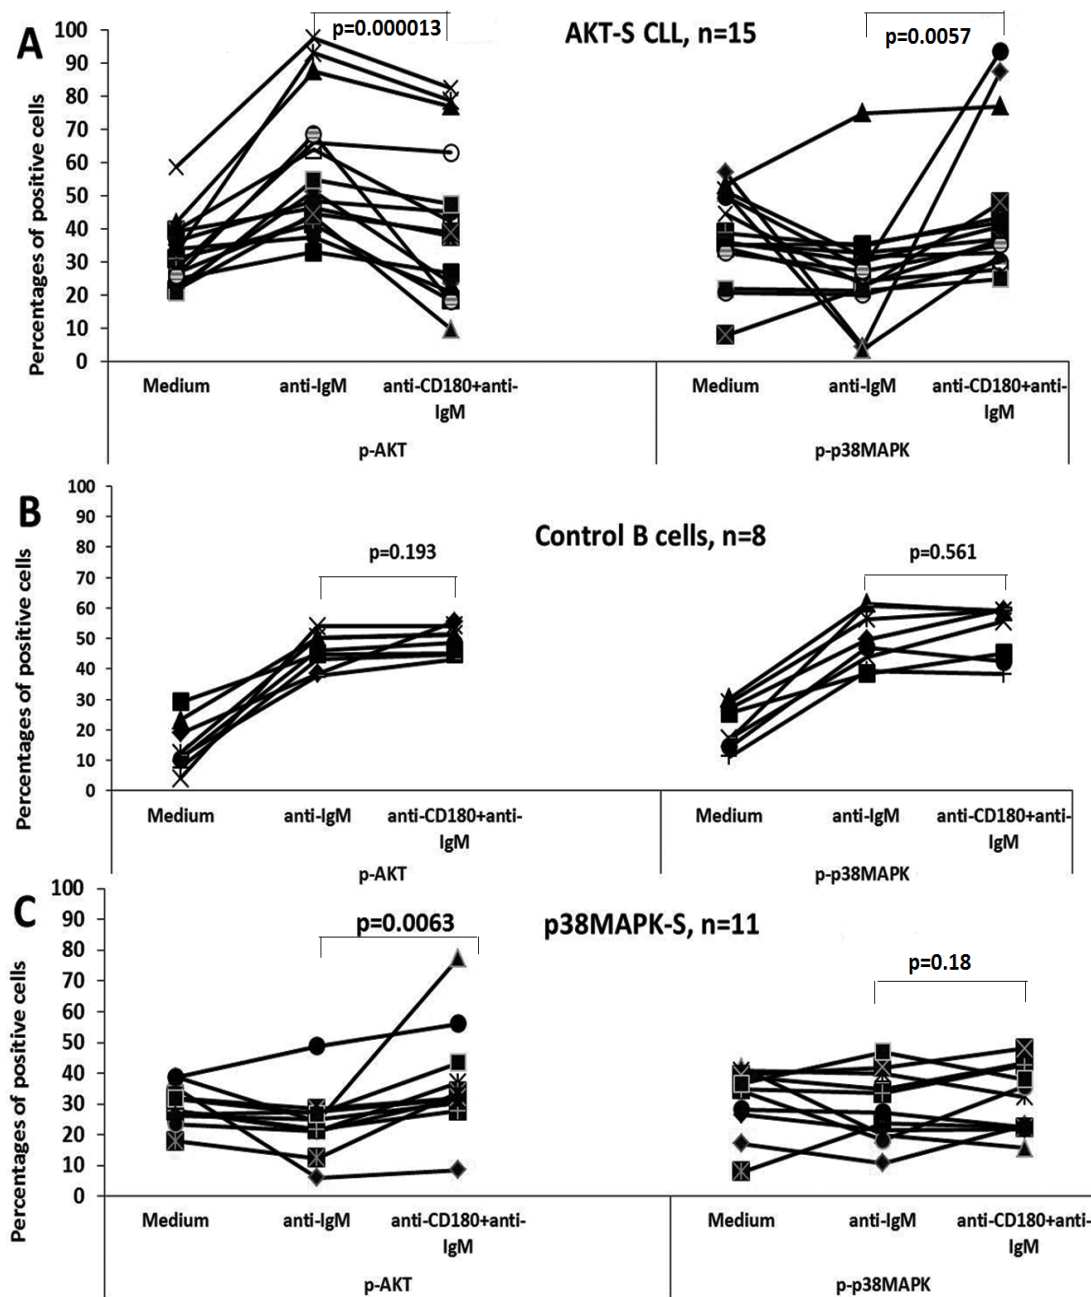 A
AKT-S CLL, n=15
p=0.000013
p=0.0057
Percentages of positive cells
100
90
80
70
60
50
40
30
20
10
0
Medium
anti-IgM
anti-CD180+anti-
IgM
Medium
anti-IgM
anti-CD180+anti-
IgM
p-AKT
p-p38MAPK
B
Control B cells, n=8
p=0.193
p=0.561
Percentages of positive cells
100
90
80
70
60
50
40
30
20
10
0
Medium
anti-IgM
anti-CD180+anti-
IgM
Medium
anti-IgM
anti-CD180+anti-
IgM
p-AKT
p-p38MAPK
C
p38MAPK-S, n=11
p=0.0063
p=0.18
Percentages of positive cells
100
90
80
70
60
50
40
30
20
10
0
Medium
anti-IgM
anti-CD180+anti-
IgM
Medium
anti-IgM
anti-CD180+anti-
IgM
p-AKT
p-p38MAPK